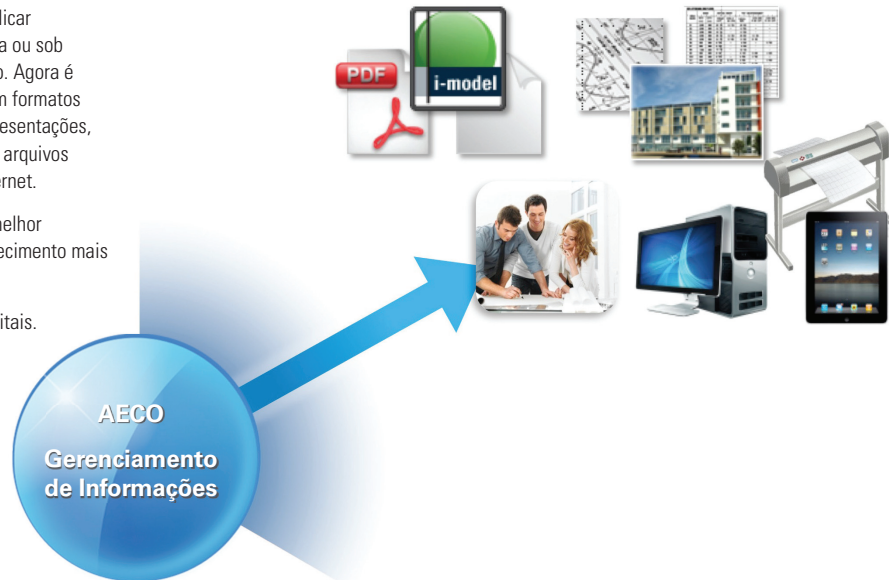 licar
a ou sob
o. Agora é
m formatos
esentações,
arquivos
ernet.
nelhor
ecimento mais
itais.
PDF
i-model
AECO
Gerenciamento
de Informações